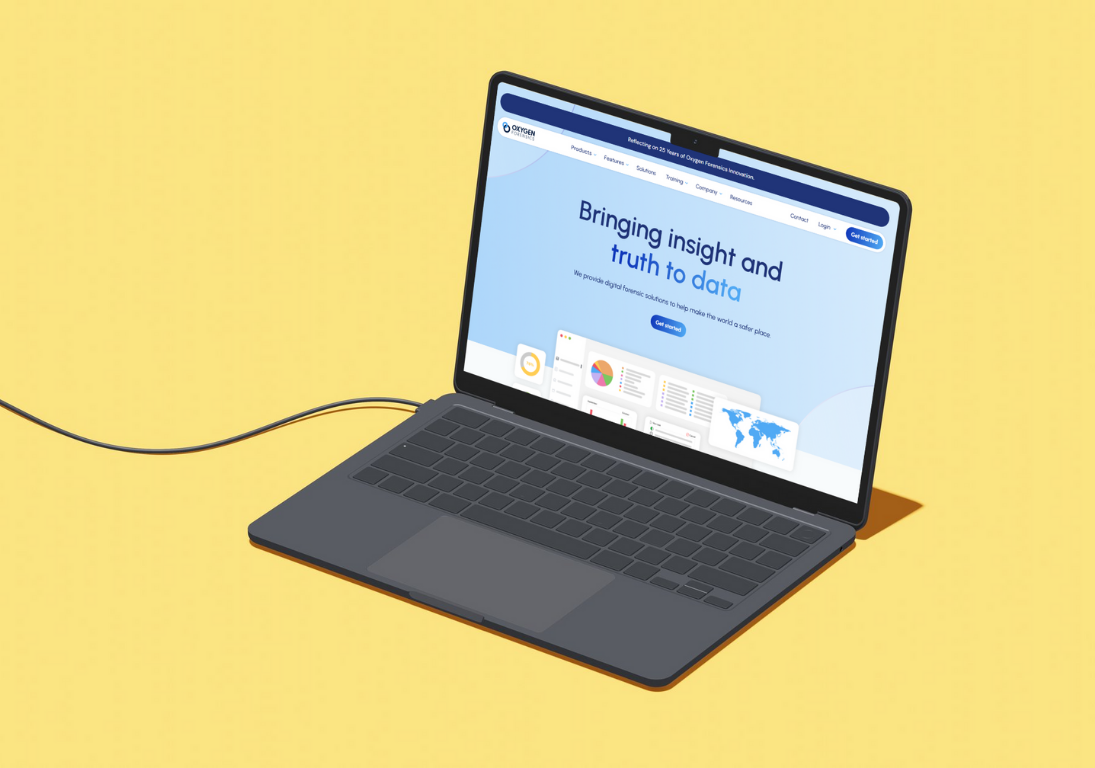 Reflecting on 25 Years of Oxygen Forensics Innovation.
OXYGEN
FORENSICS
Products
Features
Solutions
Training
Company
Resources
Contact
Login
Get started
Bringing insight and
truth to data
We provide digital forensic solutions to help make the world a safer place
Get started